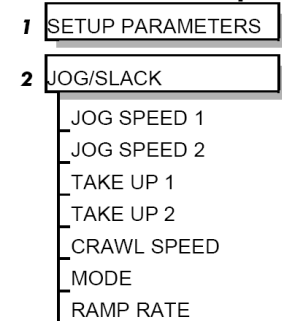 1 SETUP PARAMETERS
2 JOG/SLACK
JOG SPEED 1
JOG SPEED 2
TAKE UP 1
TAKE UP 2
CRAWL SPEED
MODE
RAMP RATE